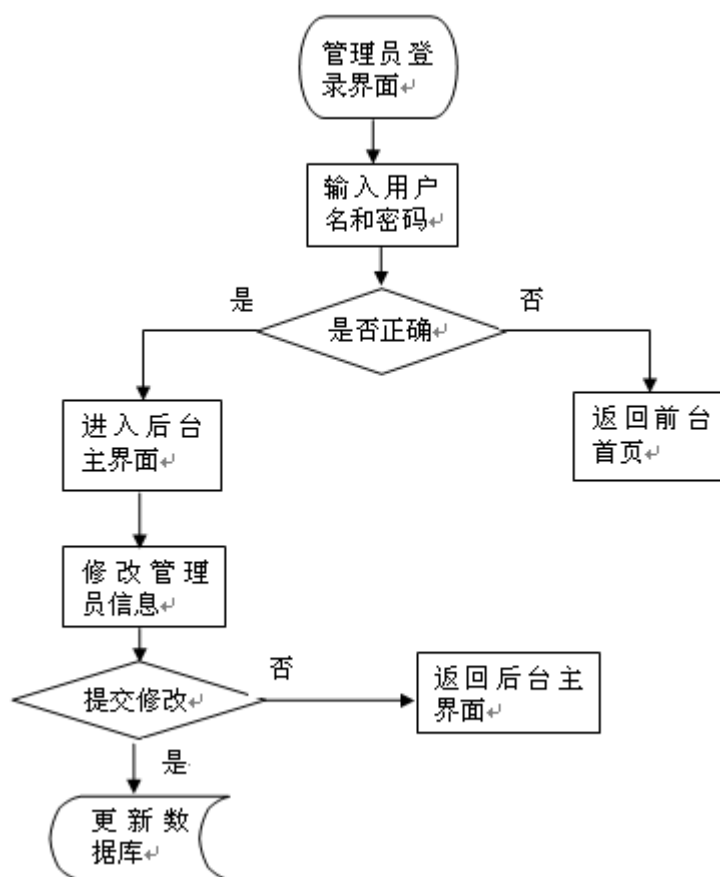 管理员登
录界面↵
输入用户
名和密码↵
是
否
是否正确↵
进入后台
主界面↵
返回前台
首页↵
修改管理
员信息↵
否
提交修改↵
返回后台主
界面↵
是
更新数
据库↵